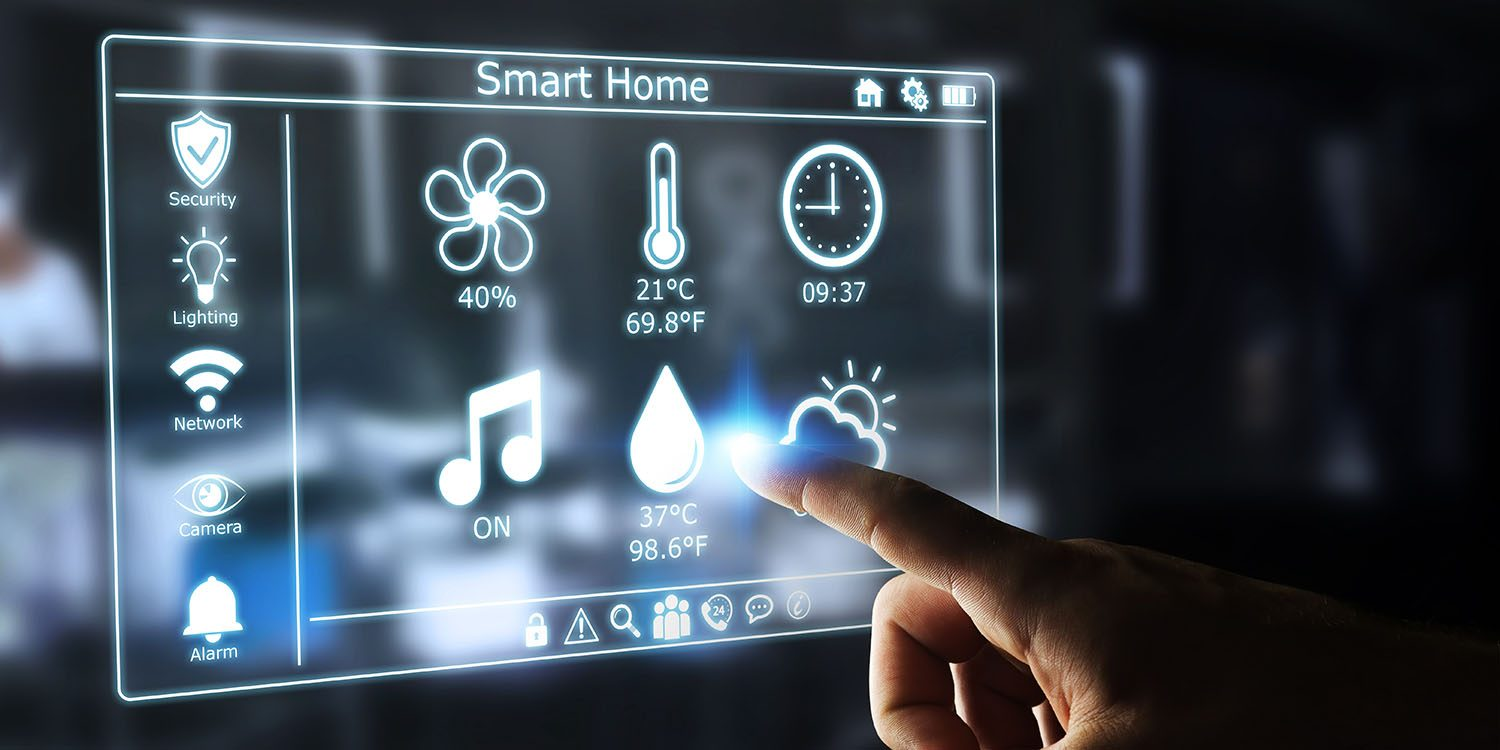 Smart Home
Security
Lighting
Network
Camera
Alarm
40%
21°C
69.8°F
09:37
ON
37°C
98.6°F
24
i